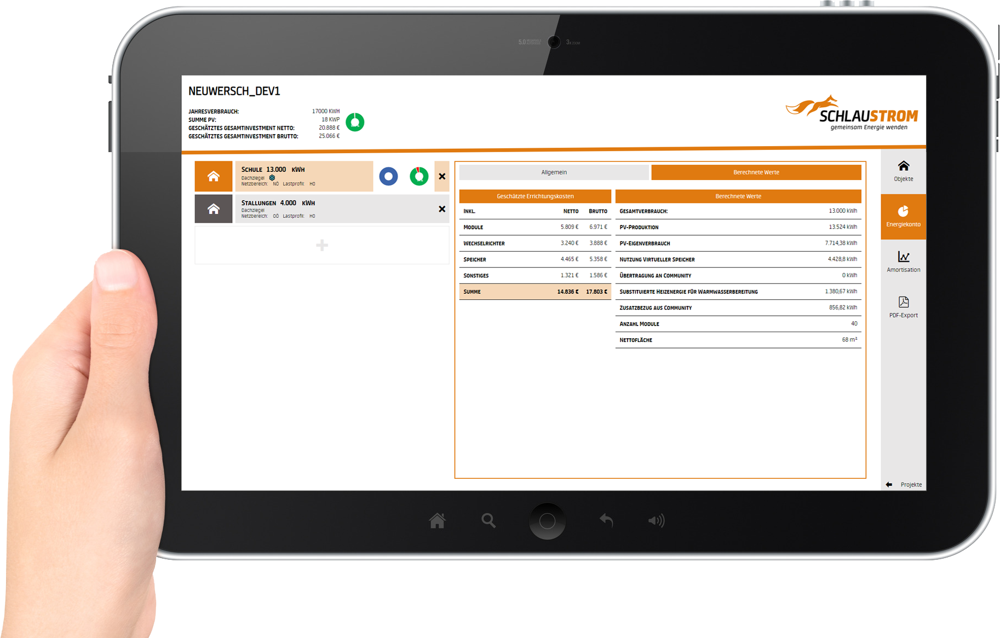 5.0 MEGAPIXELS AUTOFOCUS
3x ZOOM
NEUWERSCH_DEV1
JAHRESVERBRAUCH: 17000 KWH
SUMME PV: 18 KWP
GESCHÄTZTES GESAMTINVESTMENT NETTO: 20.888 €
GESCHÄTZTES GESAMTINVESTMENT BRUTTO: 25.066 €
SCHLAUSTROM
gemeinsam Energie wenden
SCHULE 13.000 KWH
Dachziegel
Netzbereich: NÖ Lastprofil: H0
STALLUNGEN 4.000 KWH
Dachziegel
Netzbereich: OÖ Lastprofil: H0
Allgemein
Berechnete Werte
Geschätzte Errichtungskosten
INKL. NETTO BRUTTO
MODULE 5.809 € 6.971 €
WECHSELRICHTER 3.240 € 3.888 €
SPEICHER 4.465 € 5.358 €
SONSTIGES 1.321 € 1.586 €
SUMME 14.836 € 17.803 €
Berechnete Werte
GESAMTVERBRAUCH: 13.000 kWh
PV-PRODUKTION 13.524 kWh
PV-EIGENVERBRAUCH 7.714,38 kWh
NUTZUNG VIRTUELLER SPEICHER 4.428,8 kWh
ÜBERTRAGUNG AN COMMUNITY 0 kWh
SUBSTITUIERTE HEIZENERGIE FÜR WARMWASSERBEREITUNG 1.380,67 kWh
ZUSATZBEZUG AUS COMMUNITY 856,82 kWh
ANZAHL MODULE 40
NETTOFLÄCHE 68 m²
Objekte
Energiekonto
Amortisation
PDF-Export
Projekte